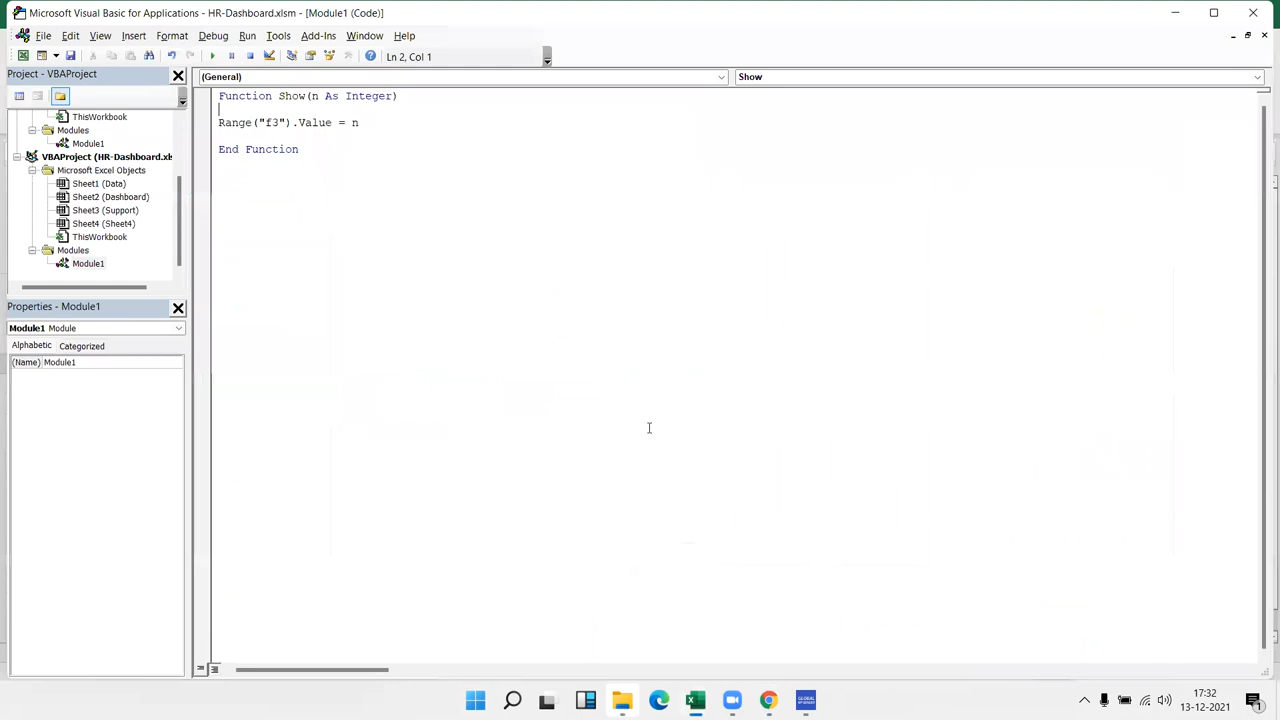 Microsoft Visual Basic for Applications - HR-Dashboard.xlsm - [Module1 (Code)]
File Edit View Insert Format Debug Run Tools Add-Ins Window Help
Ln 2, Col 1
Project - VBAProject
(General)
Show
ThisWorkbook
Modules
Module1
VBAProject (HR-Dashboard.xls
Microsoft Excel Objects
Sheet1 (Data)
Sheet2 (Dashboard)
Sheet3 (Support)
Sheet4 (Sheet4)
ThisWorkbook
Modules
Module1
Function Show(n As Integer)
Range("f3").Value = n
End Function
Properties - Module1
Module1 Module
Alphabetic Categorized
(Name) Module1
17:32
13-12-2021
1